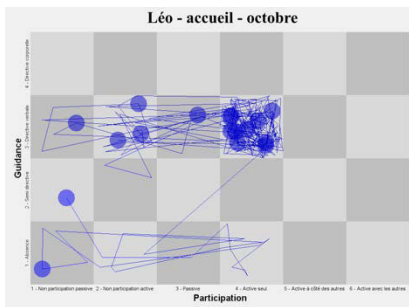 Léo - accueil - octobre
4 - Directive corporelle
3 - Directive verbale
2 - Semi directive
1 - Absence
Guidance
1 - Non participation passive
2 - Non participation active
3 - Passive
4 - Active seul
5 - Active à côté des autres
6 - Active avec les autres
Participation